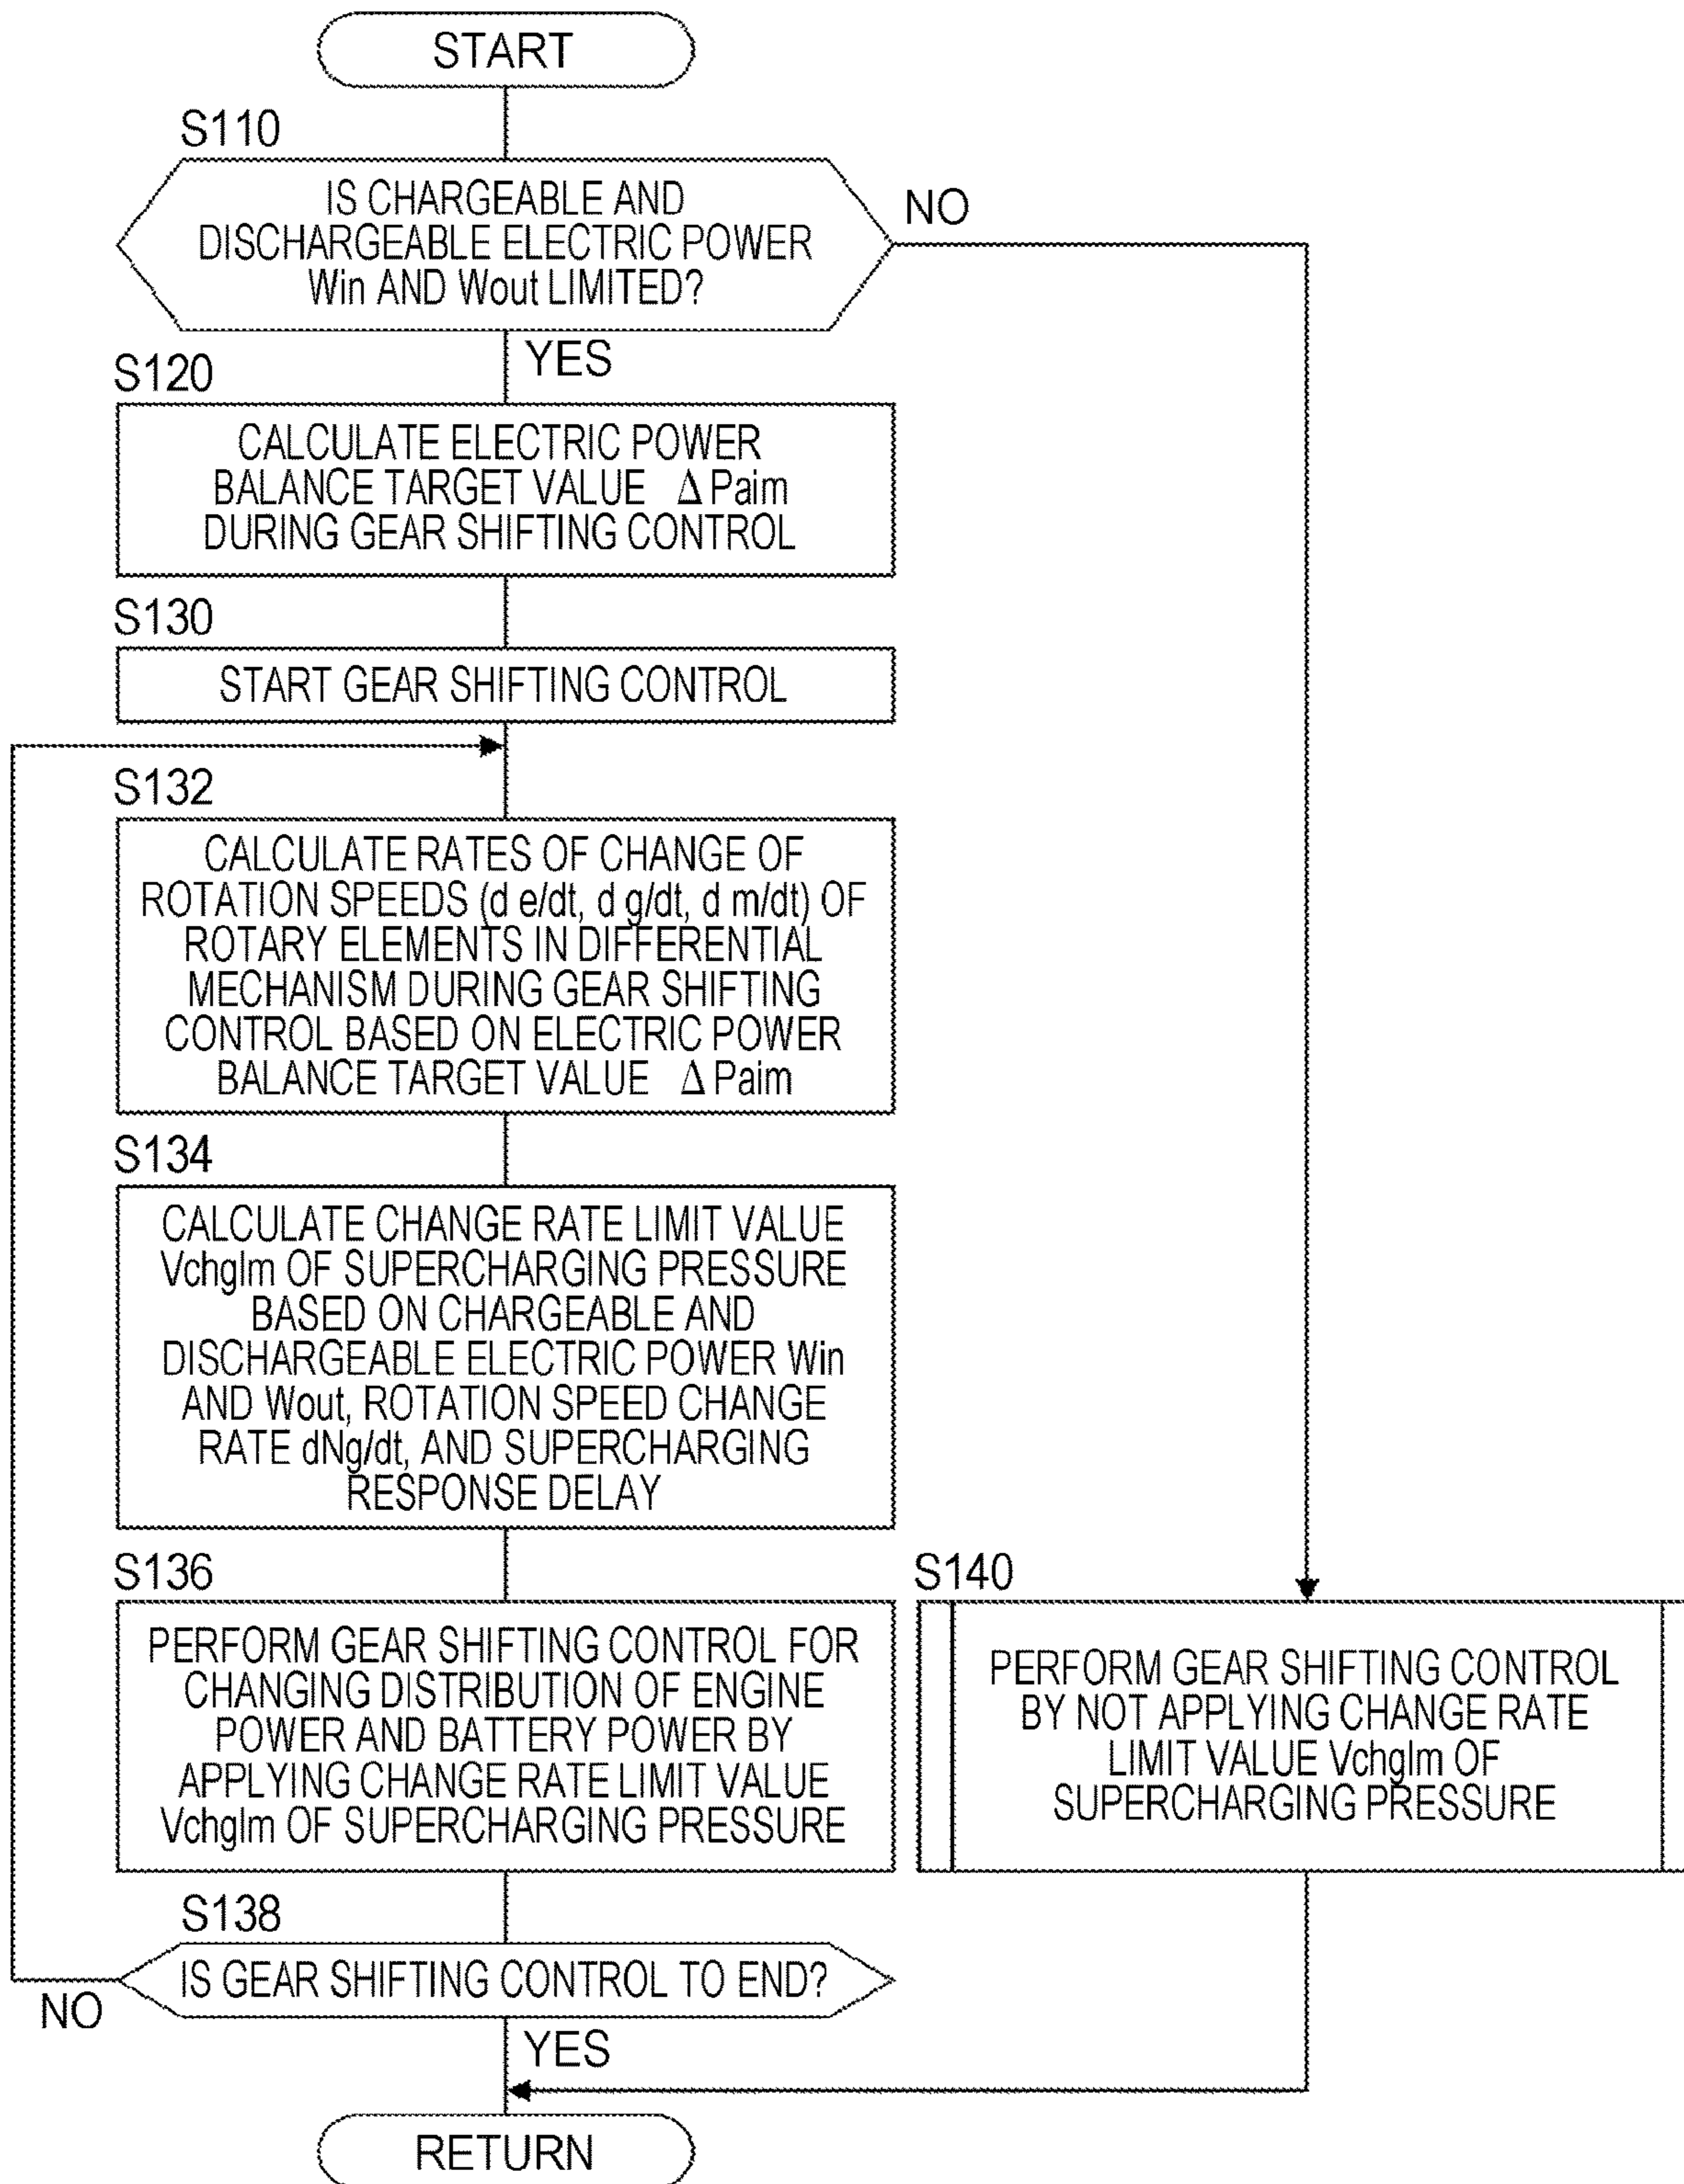 START
S110
IS CHARGEABLE AND
DISCHARGEABLE ELECTRIC POWER
Win AND Wout LIMITED?
NO
YES
S120
CALCULATE ELECTRIC POWER
BALANCE TARGET VALUE Δ Paim
DURING GEAR SHIFTING CONTROL
S130
START GEAR SHIFTING CONTROL
S132
CALCULATE RATES OF CHANGE OF
ROTATION SPEEDS (d e/dt, d g/dt, d m/dt) OF
ROTARY ELEMENTS IN DIFFERENTIAL
MECHANISM DURING GEAR SHIFTING
CONTROL BASED ON ELECTRIC POWER
BALANCE TARGET VALUE Δ Paim
S134
CALCULATE CHANGE RATE LIMIT VALUE
Vchglm OF SUPERCHARGING PRESSURE
BASED ON CHARGEABLE AND
DISCHARGEABLE ELECTRIC POWER Win
AND Wout, ROTATION SPEED CHANGE
RATE dNg/dt, AND SUPERCHARGING
RESPONSE DELAY
S136
PERFORM GEAR SHIFTING CONTROL FOR
CHANGING DISTRIBUTION OF ENGINE
POWER AND BATTERY POWER BY
APPLYING CHANGE RATE LIMIT VALUE
Vchglm OF SUPERCHARGING PRESSURE
S140
PERFORM GEAR SHIFTING CONTROL
BY NOT APPLYING CHANGE RATE
LIMIT VALUE Vchglm OF
SUPERCHARGING PRESSURE
S138
IS GEAR SHIFTING CONTROL TO END?
NO
YES
RETURN